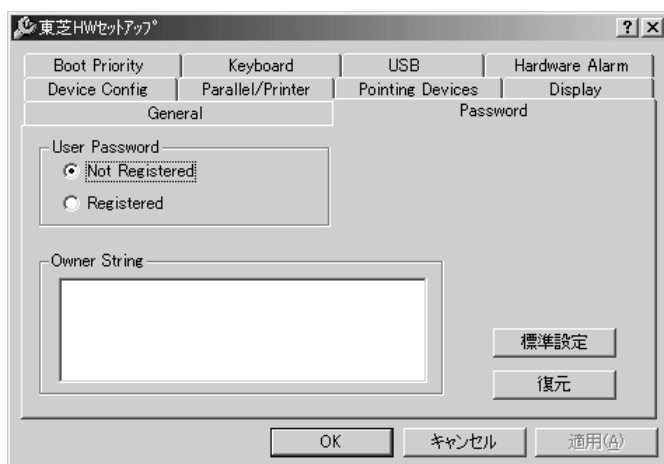 東芝HWｾｯﾄｱｯﾌﾟ
Boot Priority Keyboard USB Hardware Alarm
Device Config Parallel/Printer Pointing Devices Display
General Password
User Password
Not Registered
Registered
Owner String
標準設定
復元
OK キャンセル 適用(A)